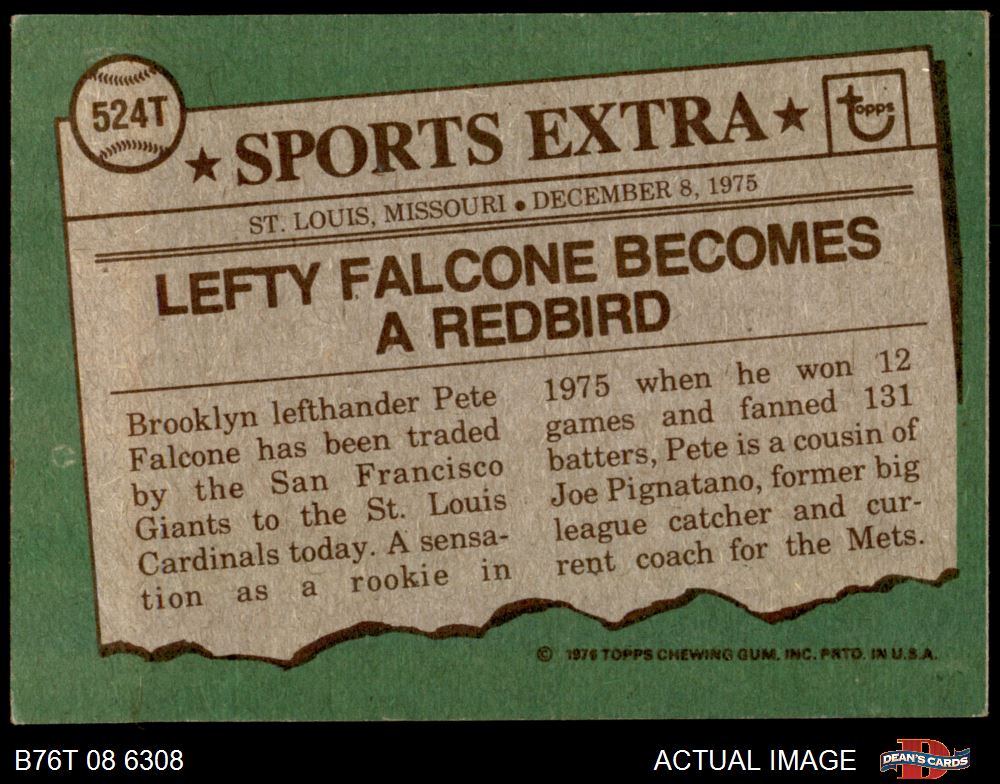 524T
★ SPORTS EXTRA ★
topps
ST. LOUIS, MISSOURI • DECEMBER 8, 1975
LEFTY FALCONE BECOMES
A REDBIRD
Brooklyn lefthander Pete
Falcone has been traded
by the San Francisco
Giants to the St. Louis
Cardinals today. A sensa-
tion as a rookie in
1975 when he won 12
games and fanned 131
batters, Pete is a cousin of
Joe Pignatano, former big
league catcher and cur-
rent coach for the Mets.
© 1976 TOPPS CHEWING GUM, INC. PRTD. IN U.S.A.
B76T 08 6308
ACTUAL IMAGE
DEAN'S CARDS